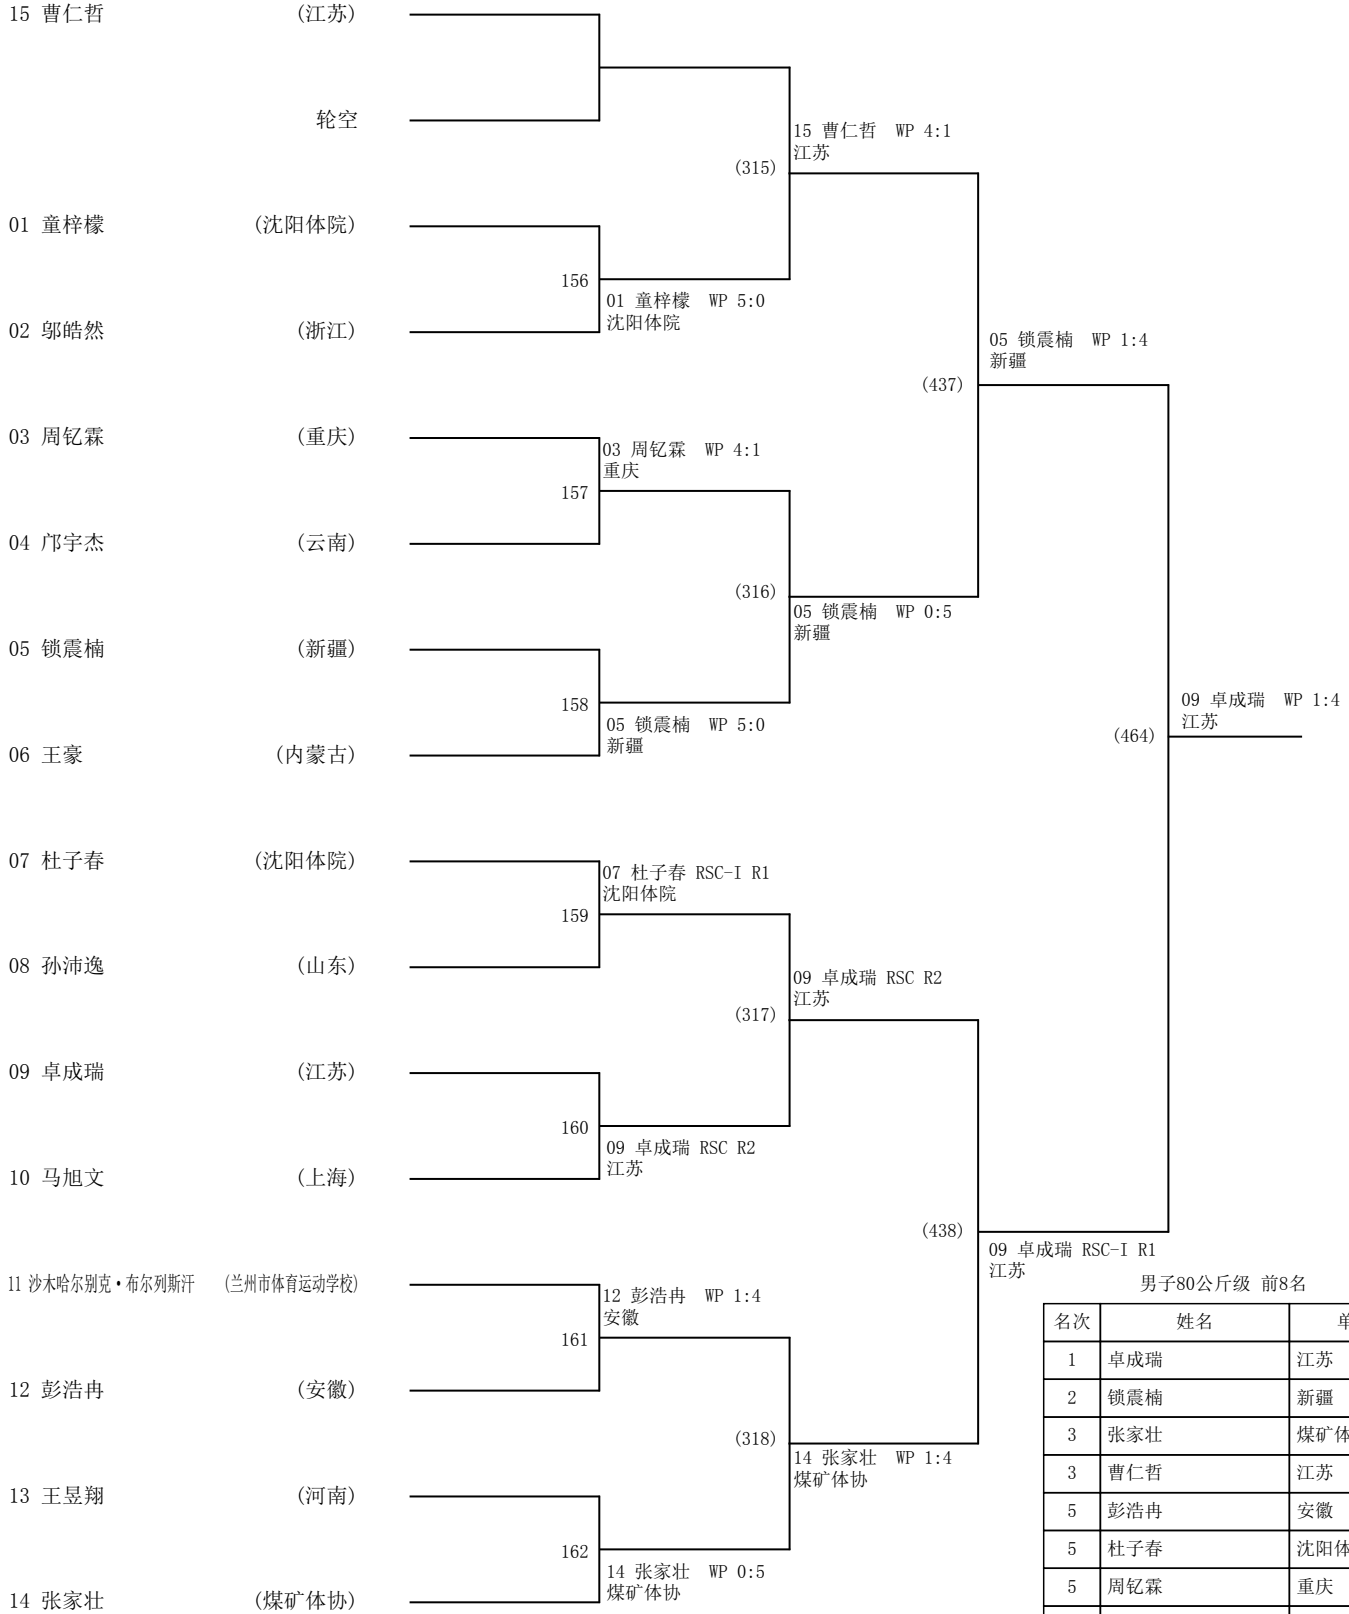 15 曹仁哲 (江苏)
轮空
15 曹仁哲 WP 4:1
江苏
(315)
01 童梓檬 (沈阳体院)
156
01 童梓檬 WP 5:0
沈阳体院
02 邬皓然 (浙江)
05 锁震楠 WP 1:4
新疆
(437)
03 周钇霖 (重庆)
03 周钇霖 WP 4:1
重庆
157
04 邝宇杰 (云南)
(316)
05 锁震楠 WP 0:5
新疆
05 锁震楠 (新疆)
158
05 锁震楠 WP 5:0
新疆
06 王豪 (内蒙古)
09 卓成瑞 WP 1:4
江苏
(464)
07 杜子春 (沈阳体院)
07 杜子春 RSC-I R1
沈阳体院
159
08 孙沛逸 (山东)
09 卓成瑞 RSC R2
江苏
(317)
09 卓成瑞 (江苏)
160
09 卓成瑞 RSC R2
江苏
10 马旭文 (上海)
(438)
09 卓成瑞 RSC-I R1
江苏
11 沙木哈尔别克·布尔列斯汗 (兰州市体育运动学校)
12 彭浩冉 WP 1:4
安徽
161
12 彭浩冉 (安徽)
(318)
14 张家壮 WP 1:4
煤矿体协
13 王昱翔 (河南)
162
14 张家壮 WP 0:5
煤矿体协
14 张家壮 (煤矿体协)
男子80公斤级 前8名
名次 姓名
1 卓成瑞 江苏
2 锁震楠 新疆
3 张家壮 煤矿体
3 曹仁哲 江苏
5 彭浩冉 安徽
5 杜子春 沈阳体
5 周钇霖 重庆